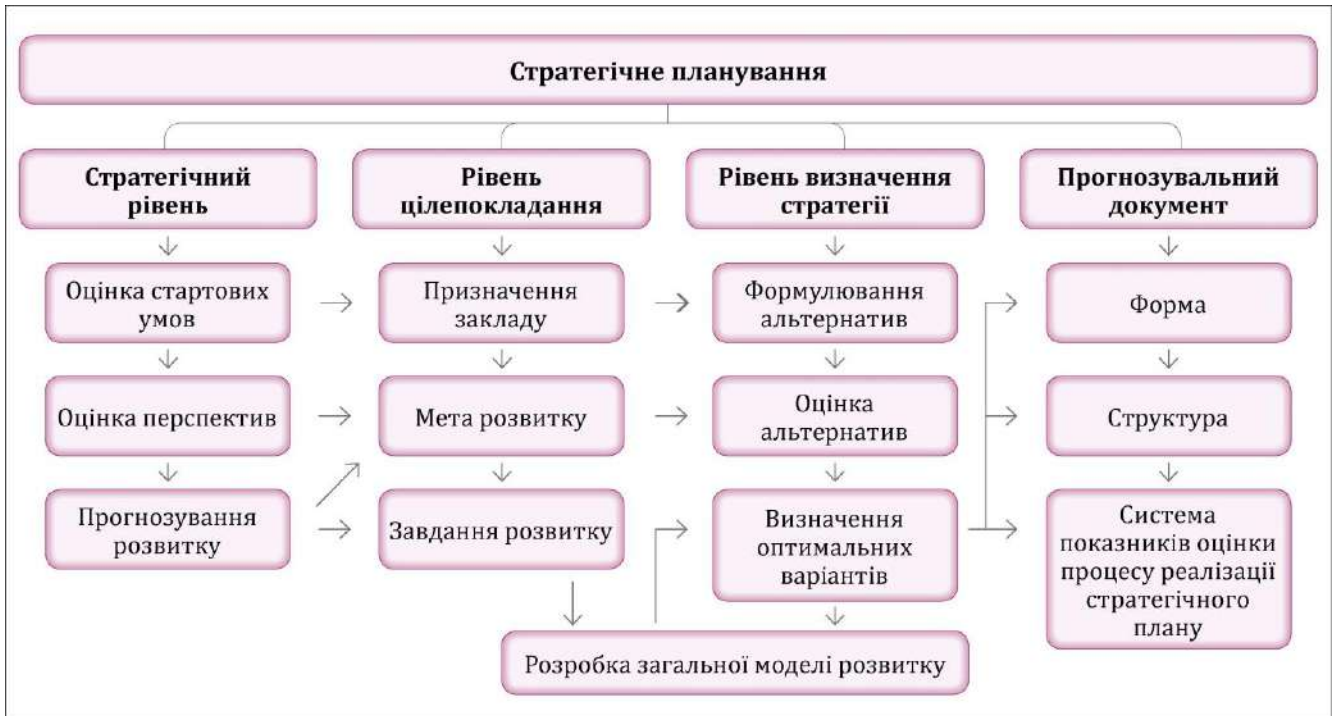 Стратегічне планування
Стратегічний
рівень
Рівень
цілепокладання
Рівень визначення
стратегії
Прогнозувальний
документ
Оцінка стартових
умов
Призначення
закладу
Формулювання
альтернатив
Форма
Оцінка перспектив
Мета розвитку
Оцінка
альтернатив
Структура
Прогнозування
розвитку
Завдання розвитку
Визначення
оптимальних
варіантів
Система
показників оцінки
процесу реалізації
стратегічного
плану
Розробка загальної моделі розвитку